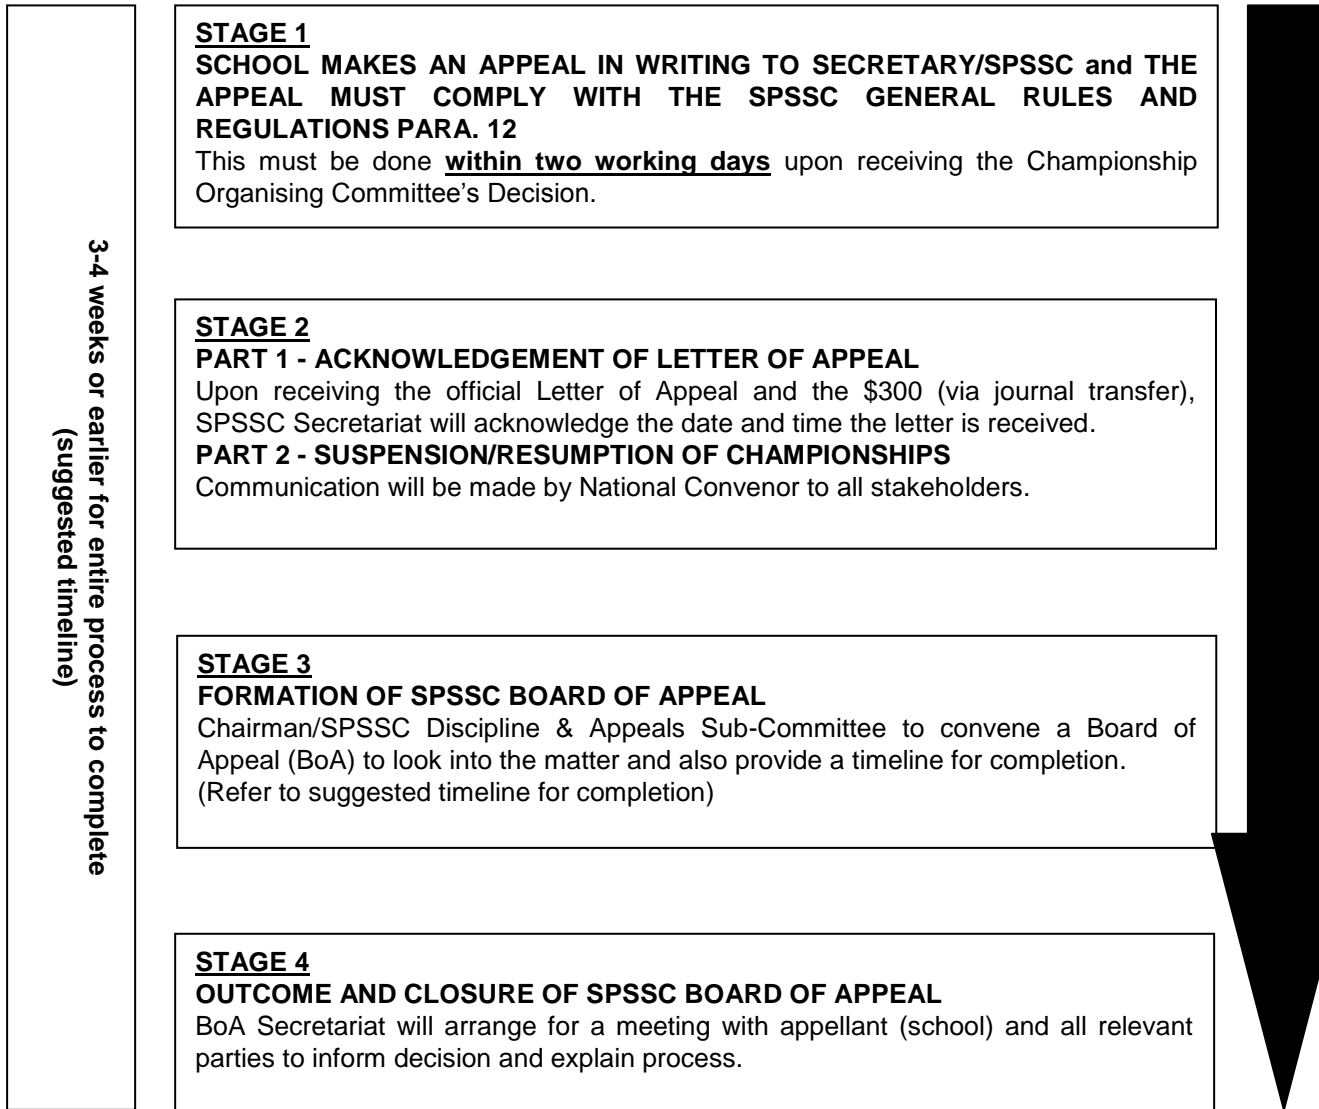 3-4 weeks or earlier for entire process to complete
(suggested timeline)
STAGE 1
SCHOOL MAKES AN APPEAL IN WRITING TO SECRETARY/SPSSC and THE
APPEAL MUST COMPLY WITH THE SPSSC GENERAL RULES AND
REGULATIONS PARA. 12
This must be done within two working days upon receiving the Championship
Organising Committee’s Decision.
STAGE 2
PART 1 - ACKNOWLEDGEMENT OF LETTER OF APPEAL
Upon receiving the official Letter of Appeal and the $300 (via journal transfer),
SPSSC Secretariat will acknowledge the date and time the letter is received.
PART 2 - SUSPENSION/RESUMPTION OF CHAMPIONSHIPS
Communication will be made by National Convenor to all stakeholders.
STAGE 3
FORMATION OF SPSSC BOARD OF APPEAL
Chairman/SPSSC Discipline & Appeals Sub-Committee to convene a Board of
Appeal (BoA) to look into the matter and also provide a timeline for completion.
(Refer to suggested timeline for completion)
STAGE 4
OUTCOME AND CLOSURE OF SPSSC BOARD OF APPEAL
BoA Secretariat will arrange for a meeting with appellant (school) and all relevant
parties to inform decision and explain process.